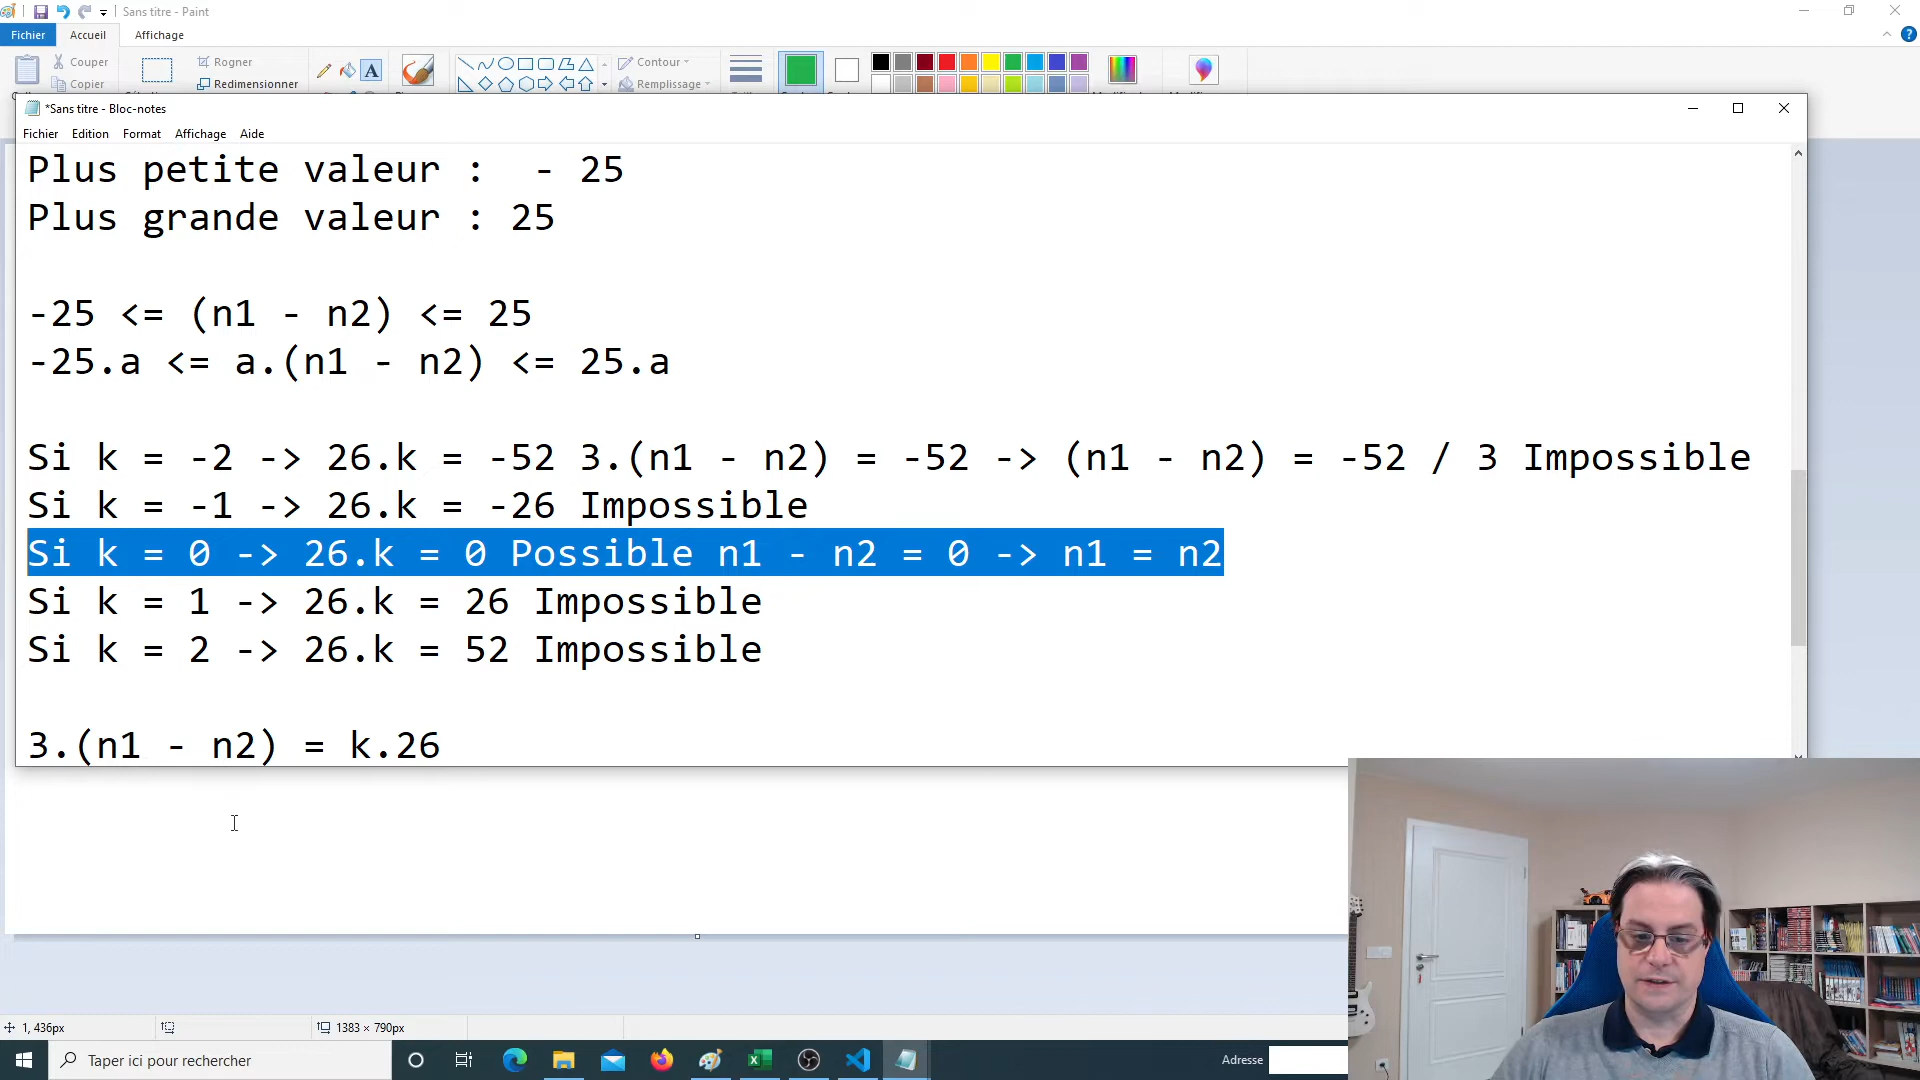 Sans titre - Paint
Fichier
Accueil
Affichage
Couper
Copier
Rogner
Redimensionner
Contour
Remplissage
*Sans titre - Bloc-notes
Fichier Edition Format Affichage Aide
Plus petite valeur :  - 25
Plus grande valeur : 25
-25 <= (n1 - n2) <= 25
-25.a <= a.(n1 - n2) <= 25.a
Si k = -2 -> 26.k = -52 3.(n1 - n2) = -52 -> (n1 - n2) = -52 / 3 Impossible
Si k = -1 -> 26.k = -26 Impossible
Si k = 0 -> 26.k = 0 Possible n1 - n2 = 0 -> n1 = n2
Si k = 1 -> 26.k = 26 Impossible
Si k = 2 -> 26.k = 52 Impossible
3.(n1 - n2) = k.26
1, 436px
1383 × 790px
Taper ici pour rechercher
Adresse